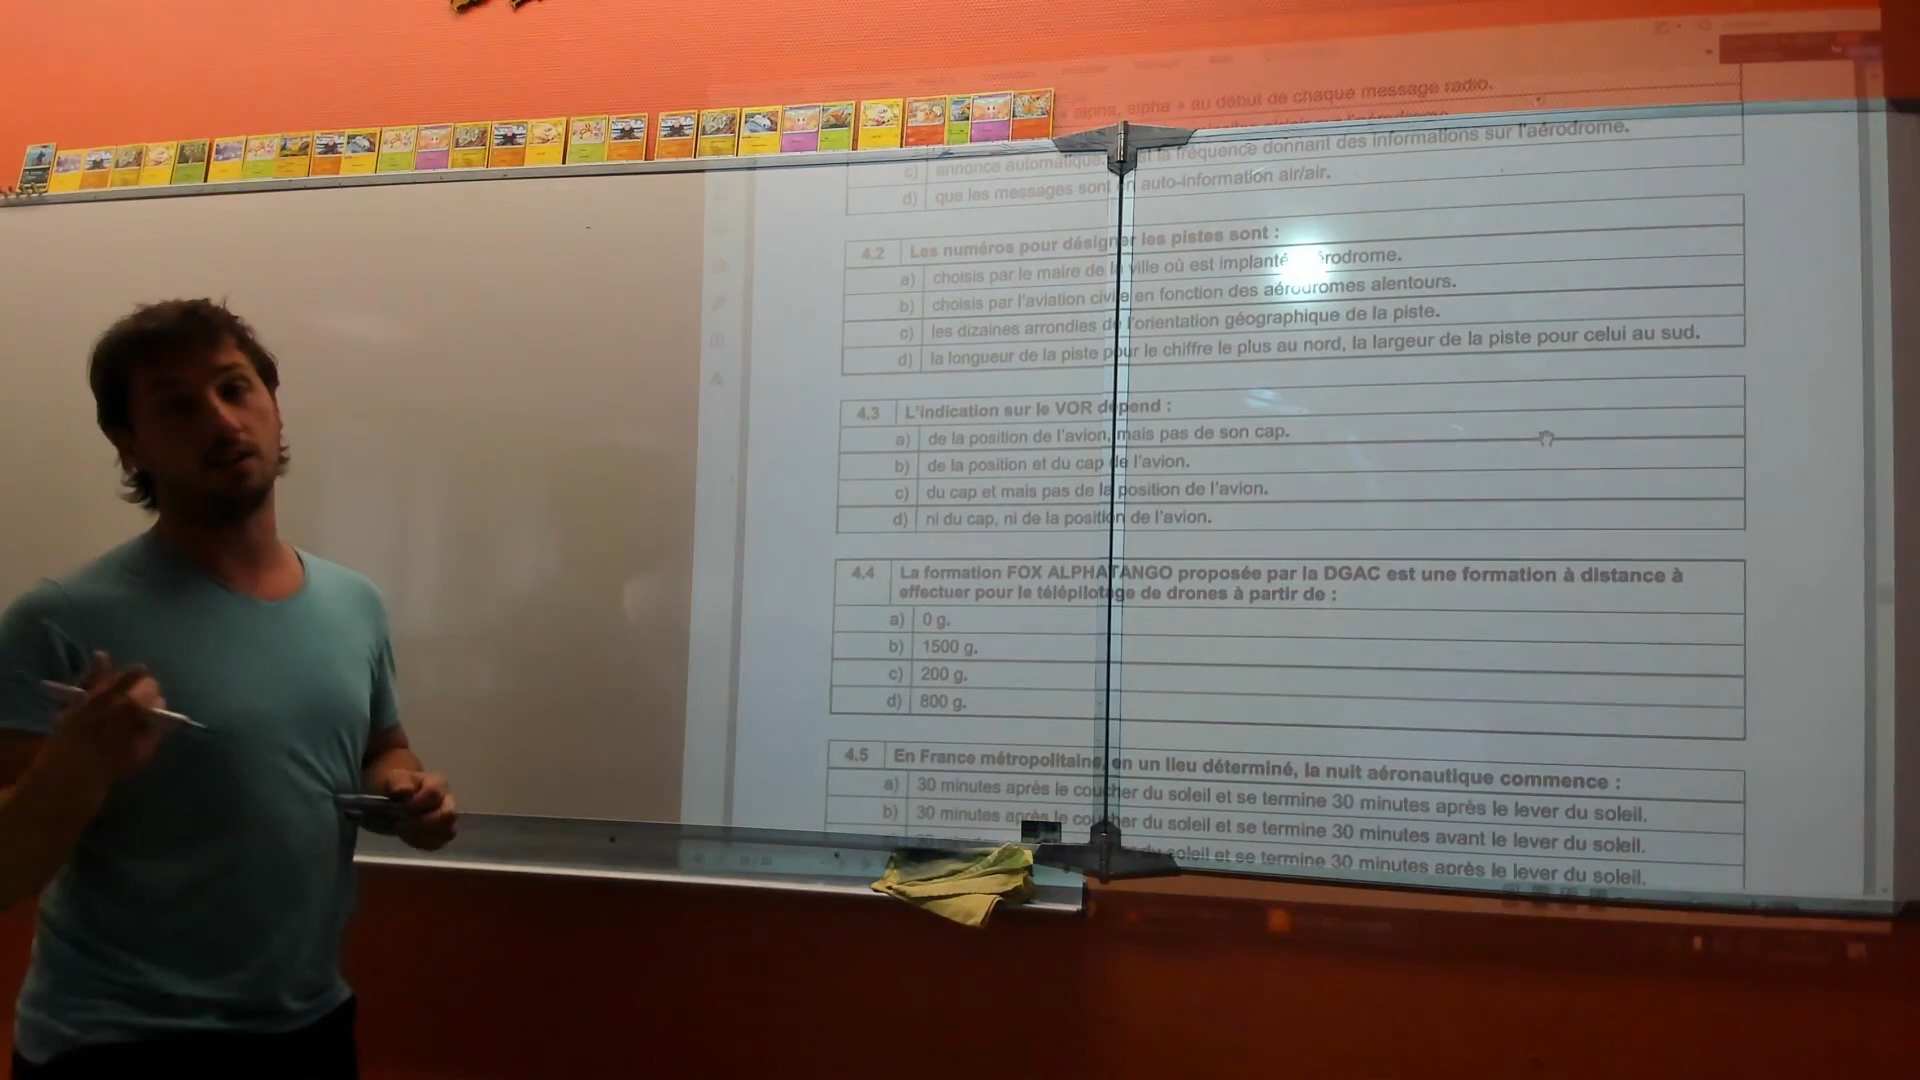 alpha, alpha » au début de chaque message radio.
c) annonce automatique. est la fréquence donnant des informations sur l'aérodrome.
d) que les messages sont en auto-information air/air.
4.2 Les numéros pour désigner les pistes sont :
a) choisis par le maire de la ville où est implanté aérodrome.
b) choisis par l'aviation civile en fonction des aérodromes alentours.
c) les dizaines arrondies de l'orientation géographique de la piste.
d) la longueur de la piste pour le chiffre le plus au nord, la largeur de la piste pour celui au sud.
4.3 L'indication sur le VOR dépend :
a) de la position de l'avion, mais pas de son cap.
b) de la position et du cap de l'avion.
c) du cap et mais pas de la position de l'avion.
d) ni du cap, ni de la position de l'avion.
4.4 La formation FOX ALPHATANGO proposée par la DGAC est une formation à distance à
effectuer pour le télépilotage de drones à partir de :
a) 0 g.
b) 1500 g.
c) 200 g.
d) 800 g.
4.5 En France métropolitaine, en un lieu déterminé, la nuit aéronautique commence :
a) 30 minutes après le coucher du soleil et se termine 30 minutes après le lever du soleil.
b) 30 minutes après le coucher du soleil et se termine 30 minutes avant le lever du soleil.
du soleil et se termine 30 minutes après le lever du soleil.